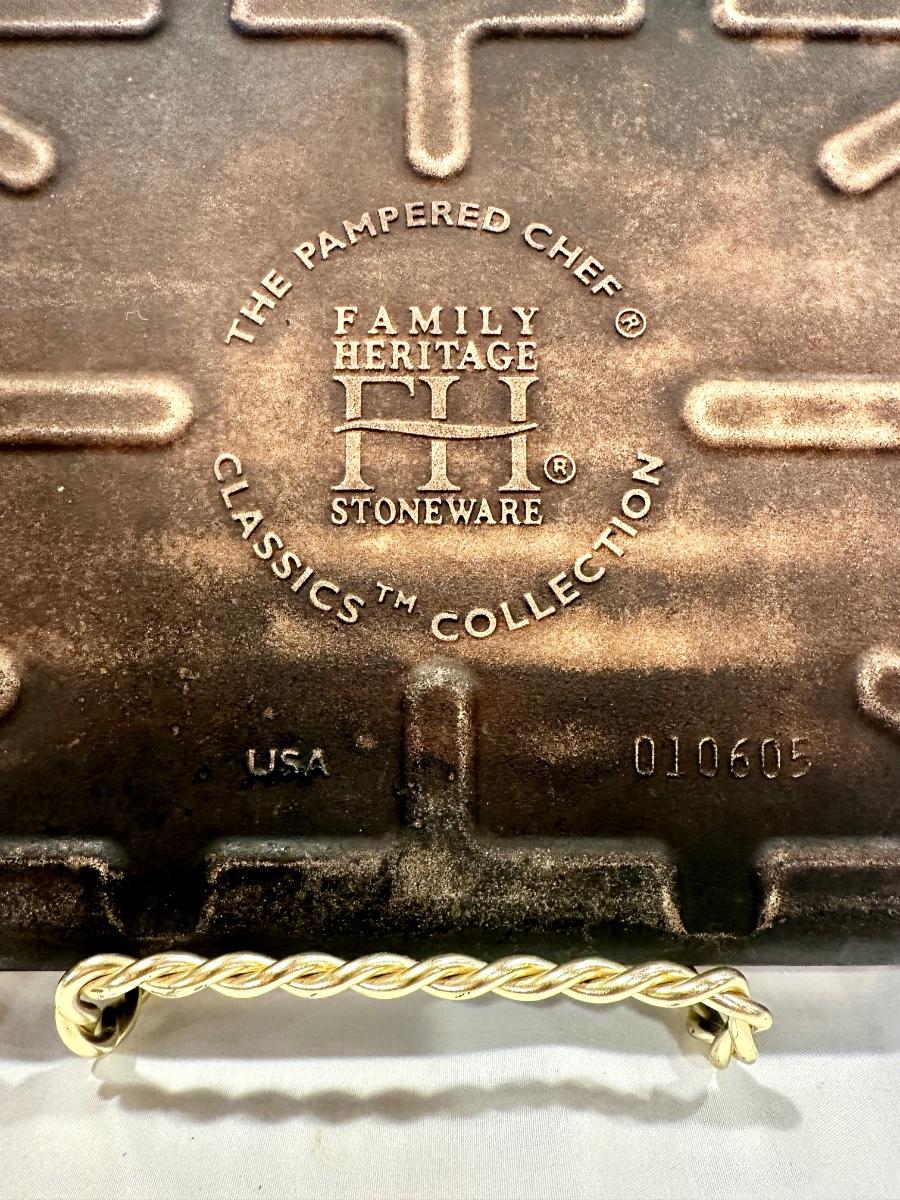 THE PAMPERED CHEF ®
FAMILY
HERITAGE
FH ®
STONEWARE
CLASSICS™ COLLECTION
USA
010605